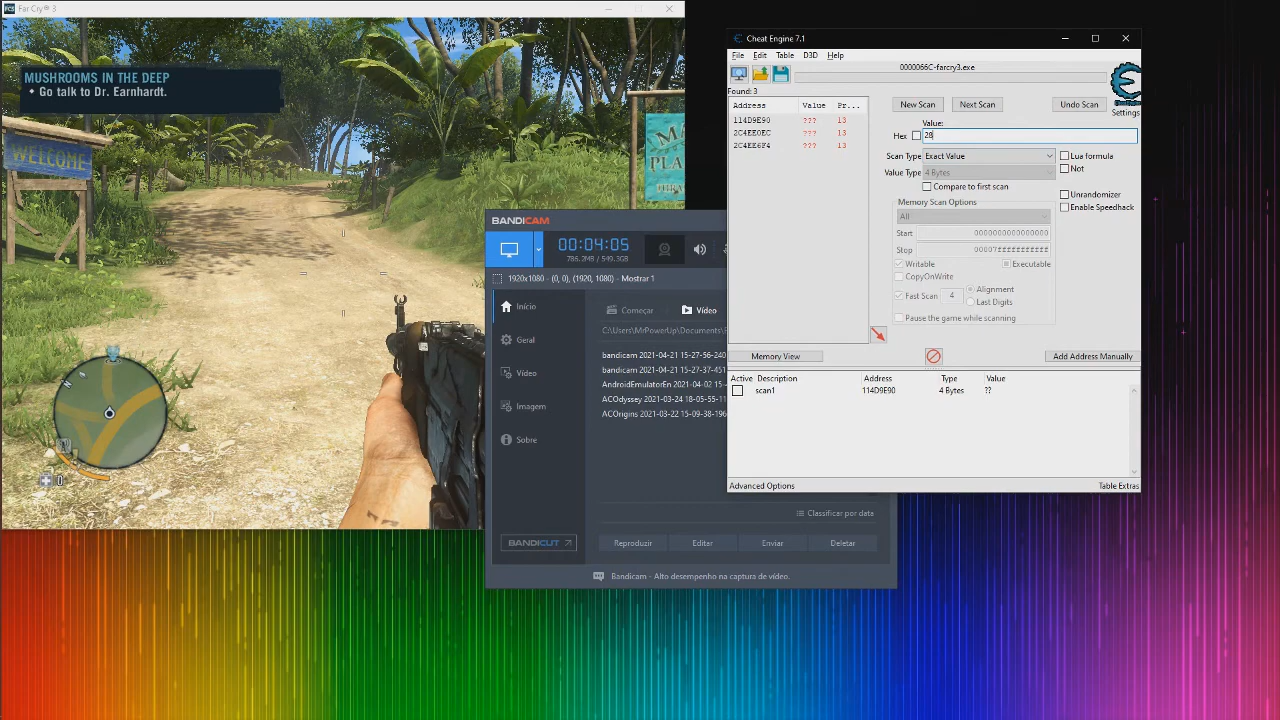 Far Cry® 3
MUSHROOMS IN THE DEEP
• Go talk to Dr. Earnhardt.
WELCOME
N
0
BANDICAM
00:04:05
786.2MB / 549.3GB
1920x1080 - (0, 0), (1920, 1080) - Mostrar 1
Início
Geral
Vídeo
Imagem
Sobre
BANDICUT
Começar
Vídeo
C:\Users\MrPowerUp\Documents\
bandicam 2021-04-21 15-27-56-240
bandicam 2021-04-21 15-27-37-451
AndroidEmulatorEn 2021-04-02 15-
ACOdyssey 2021-03-24 18-05-55-11
ACOrigins 2021-03-22 15-09-38-196
Classificar por data
Reproduzir Editar Enviar Deletar
Bandicam - Alto desempenho na captura de vídeo.
Cheat Engine 7.1
File Edit Table D3D Help
0000066C-farcry3.exe
Found: 3
Address Value Pr...
114D9E90 ??? 13
2C4EE0EC ??? 13
2C4EE6F4 ??? 13
New Scan Next Scan Undo Scan
Settings
Value:
Hex 28
Scan Type Exact Value
Lua formula
Value Type 4 Bytes
Not
Compare to first scan
Unrandomizer
Enable Speedhack
Memory Scan Options
All
Start 0000000000000000
Stop 00007fffffffffff
Writable Executable
CopyOnWrite
Fast Scan 4 Alignment
Last Digits
Pause the game while scanning
Memory View Add Address Manually
Active Description Address Type Value
scan1 114D9E90 4 Bytes ??
Advanced Options Table Extras